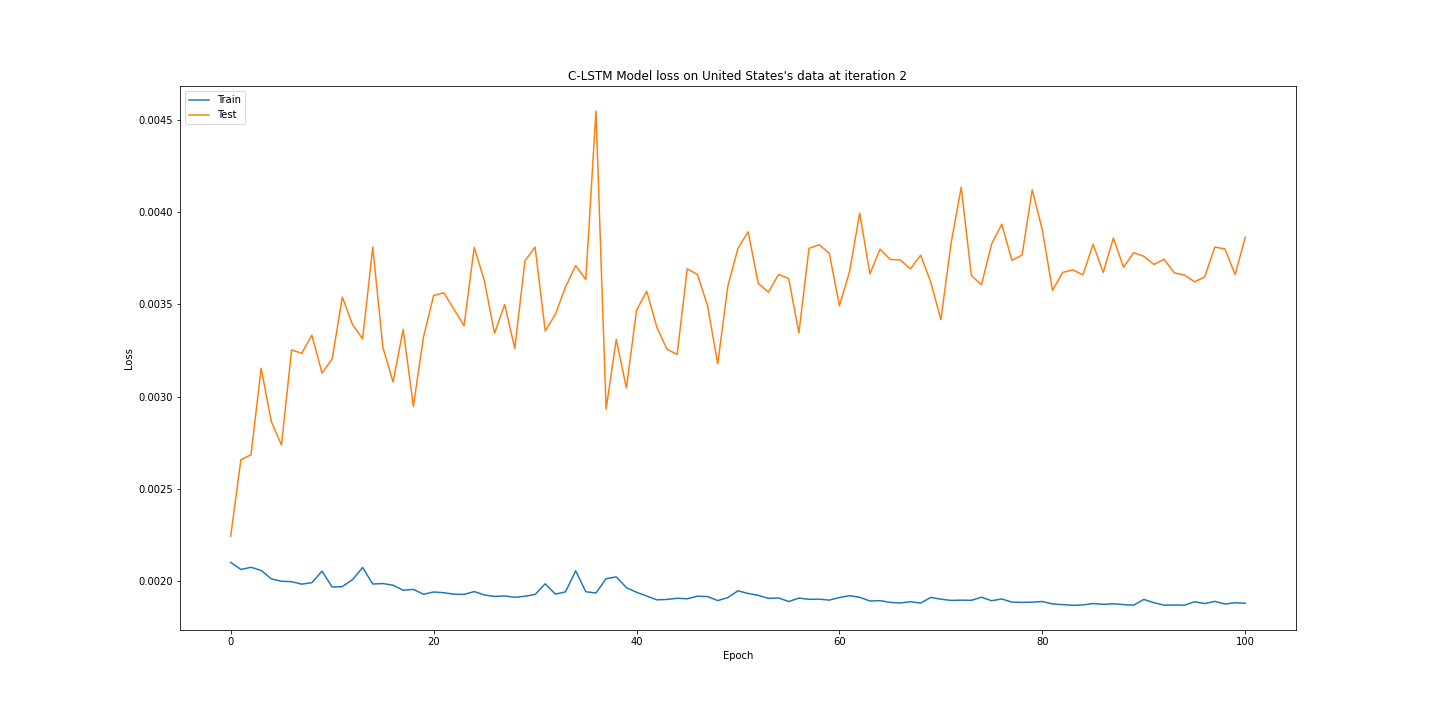 C-LSTM Model loss on United States's data at iteration 2
Train
Test
0.0045
0.0040
0.0035
0.0030
0.0025
0.0020
Loss
0 20 40 60 80 100
Epoch